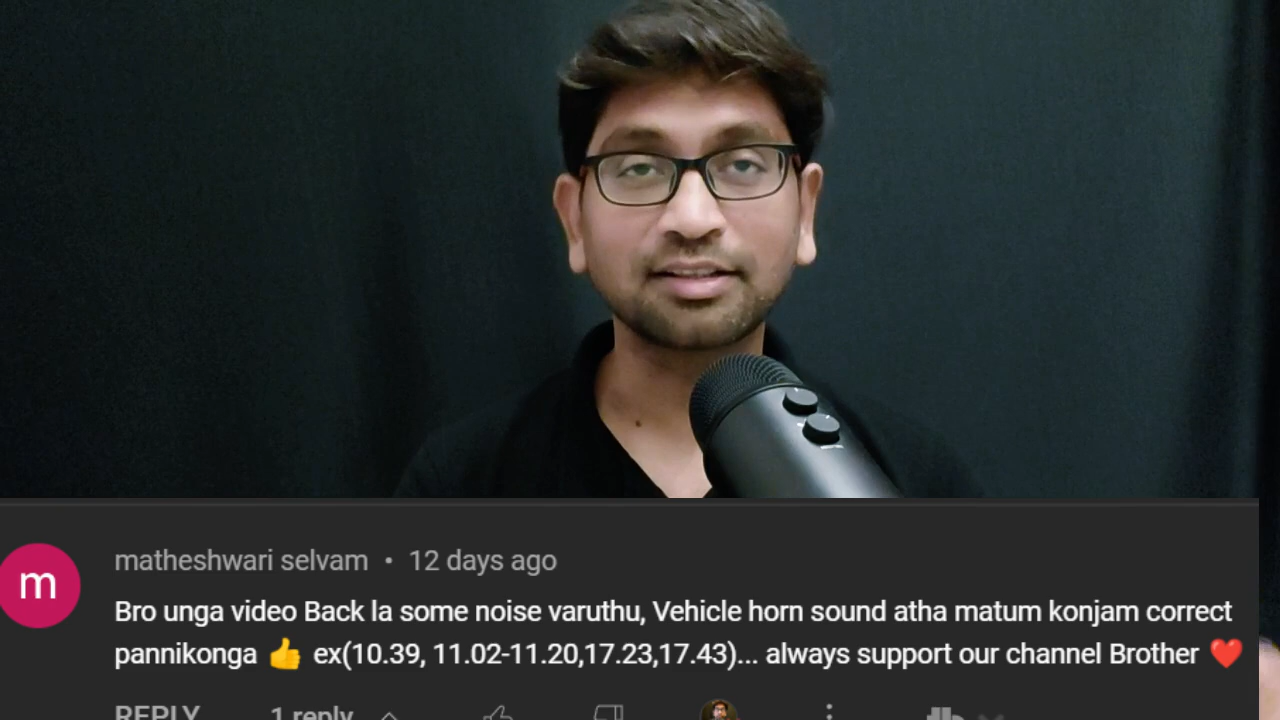 m
matheshwari selvam • 12 days ago
Bro unga video Back la some noise varuthu, Vehicle horn sound atha matum konjam correct
pannikonga 👍 ex(10.39, 11.02-11.20,17.23,17.43)... always support our channel Brother ❤️
REPLY 1 reply